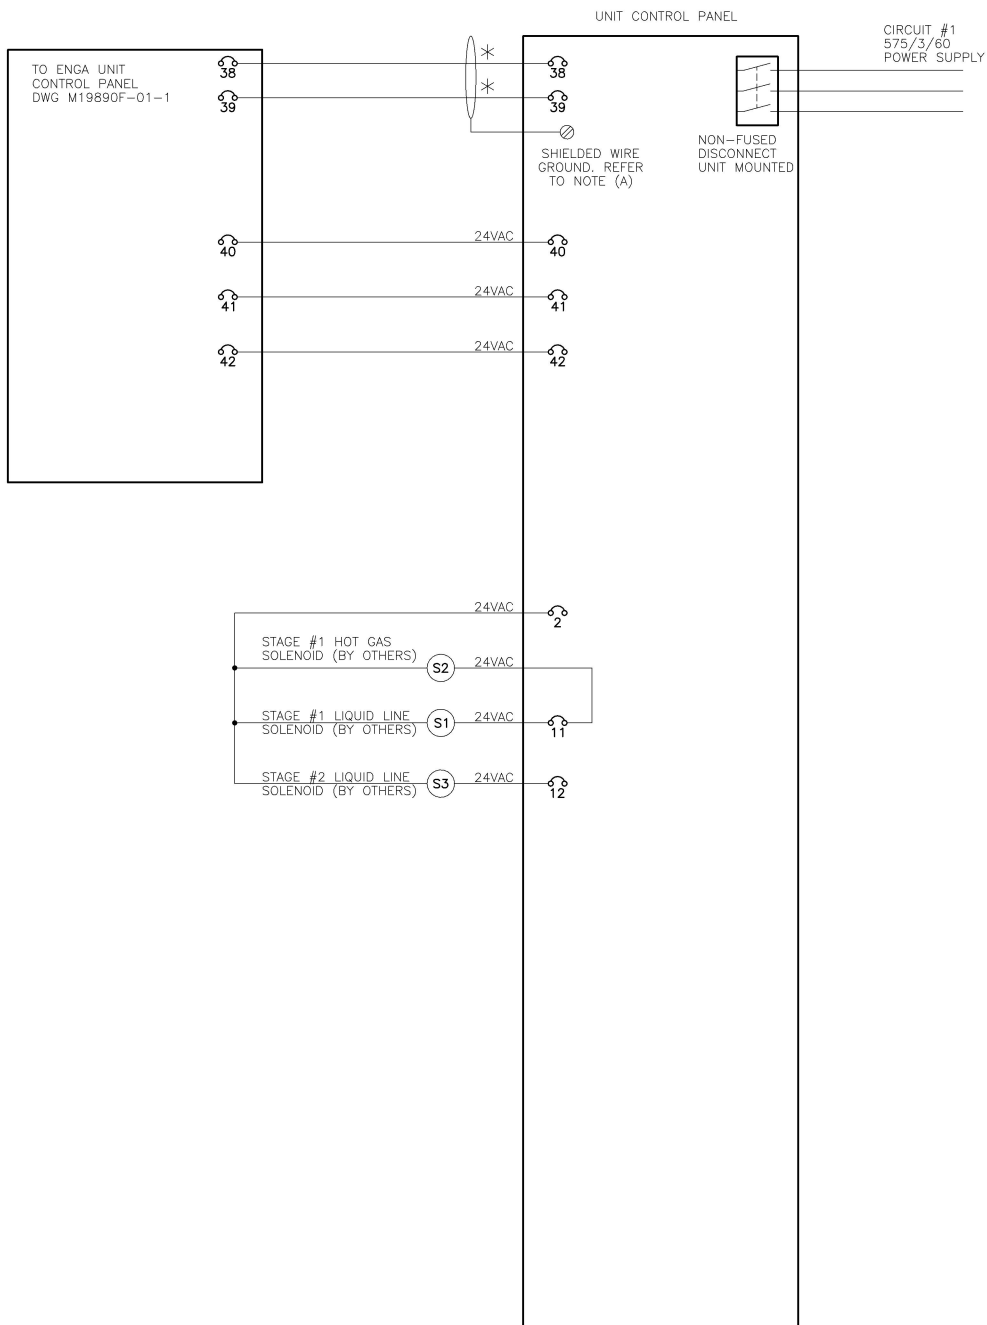 UNIT CONTROL PANEL
CIRCUIT #1
575/3/60
POWER SUPPLY
TO ENGA UNIT
CONTROL PANEL
DWG M19890F-01-1
38
*
38
39
*
39
SHIELDED WIRE
GROUND. REFER
TO NOTE (A)
NON-FUSED
DISCONNECT
UNIT MOUNTED
40
24VAC
40
41
24VAC
41
42
24VAC
42
24VAC
2
STAGE #1 HOT GAS
SOLENOID (BY OTHERS)
S2
24VAC
STAGE #1 LIQUID LINE
SOLENOID (BY OTHERS)
S1
24VAC
11
STAGE #2 LIQUID LINE
SOLENOID (BY OTHERS)
S3
24VAC
12